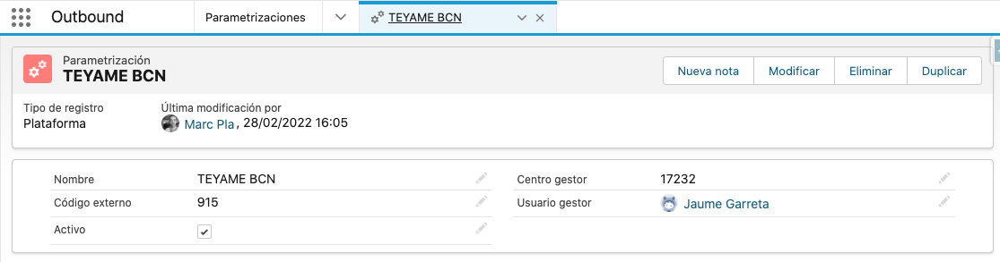 Outbound Parametrizaciones TEYAME BCN
Parametrización
TEYAME BCN
Nueva nota Modificar Eliminar Duplicar
Tipo de registro Última modificación por
Plataforma Marc Pla, 28/02/2022 16:05
Nombre TEYAME BCN Centro gestor 17232
Código externo 915 Usuario gestor Jaume Garreta
Activo